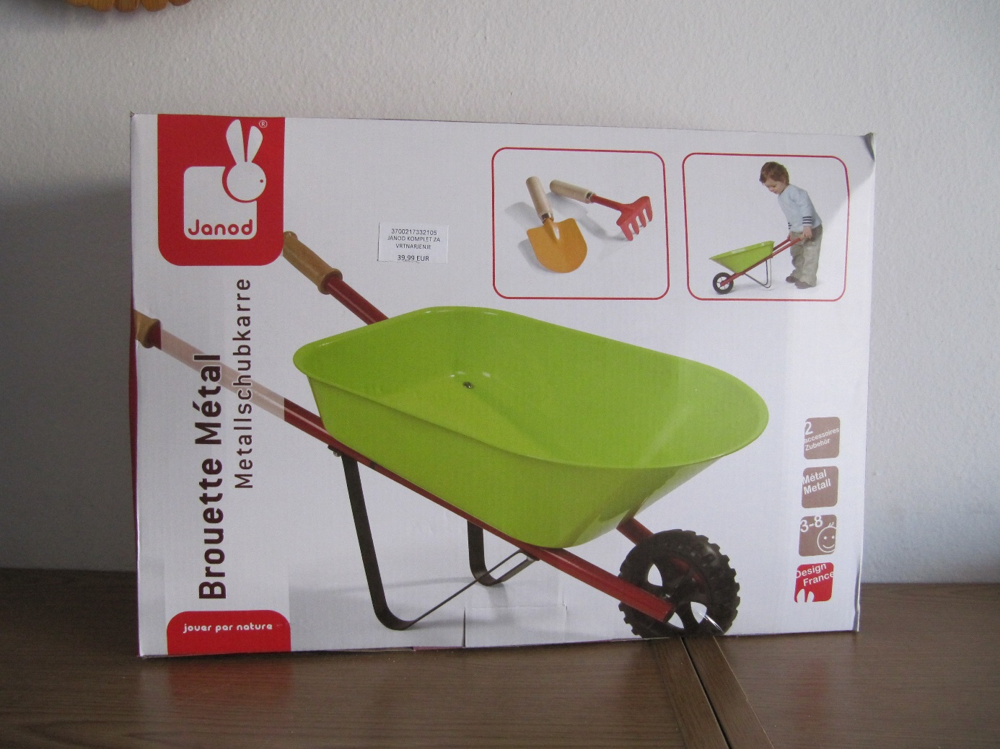 ®
Janod
3700217332105
JANOD KOMPLET ZA
VRTNARJENJE
39,99 EUR
Brouette Métal
Metallschubkarre
2
accessoires
Zubehör
Métal
Metall
3-8
Design
France
jouer par nature